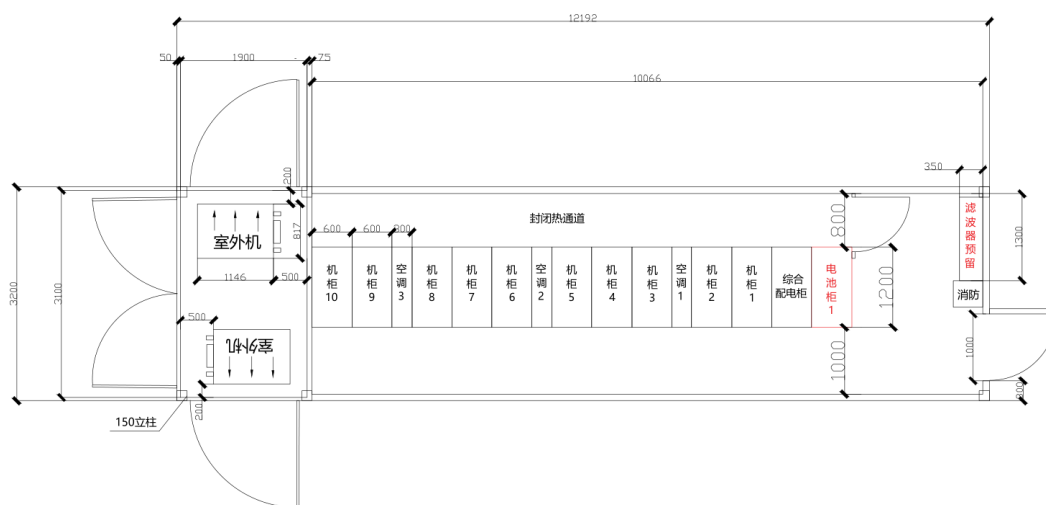 12192
50
1900
75
10066
350
200
800
滤波器预留
1300
封闭热通道
600
600
300
817
室外机
1146
500
机柜10
机柜9
空调3
机柜8
机柜7
机柜6
空调2
机柜5
机柜4
机柜3
空调1
机柜2
机柜1
综合
配电柜
电池柜1
1200
消防
3200
3100
500
室外机
1000
1000
200
150立柱